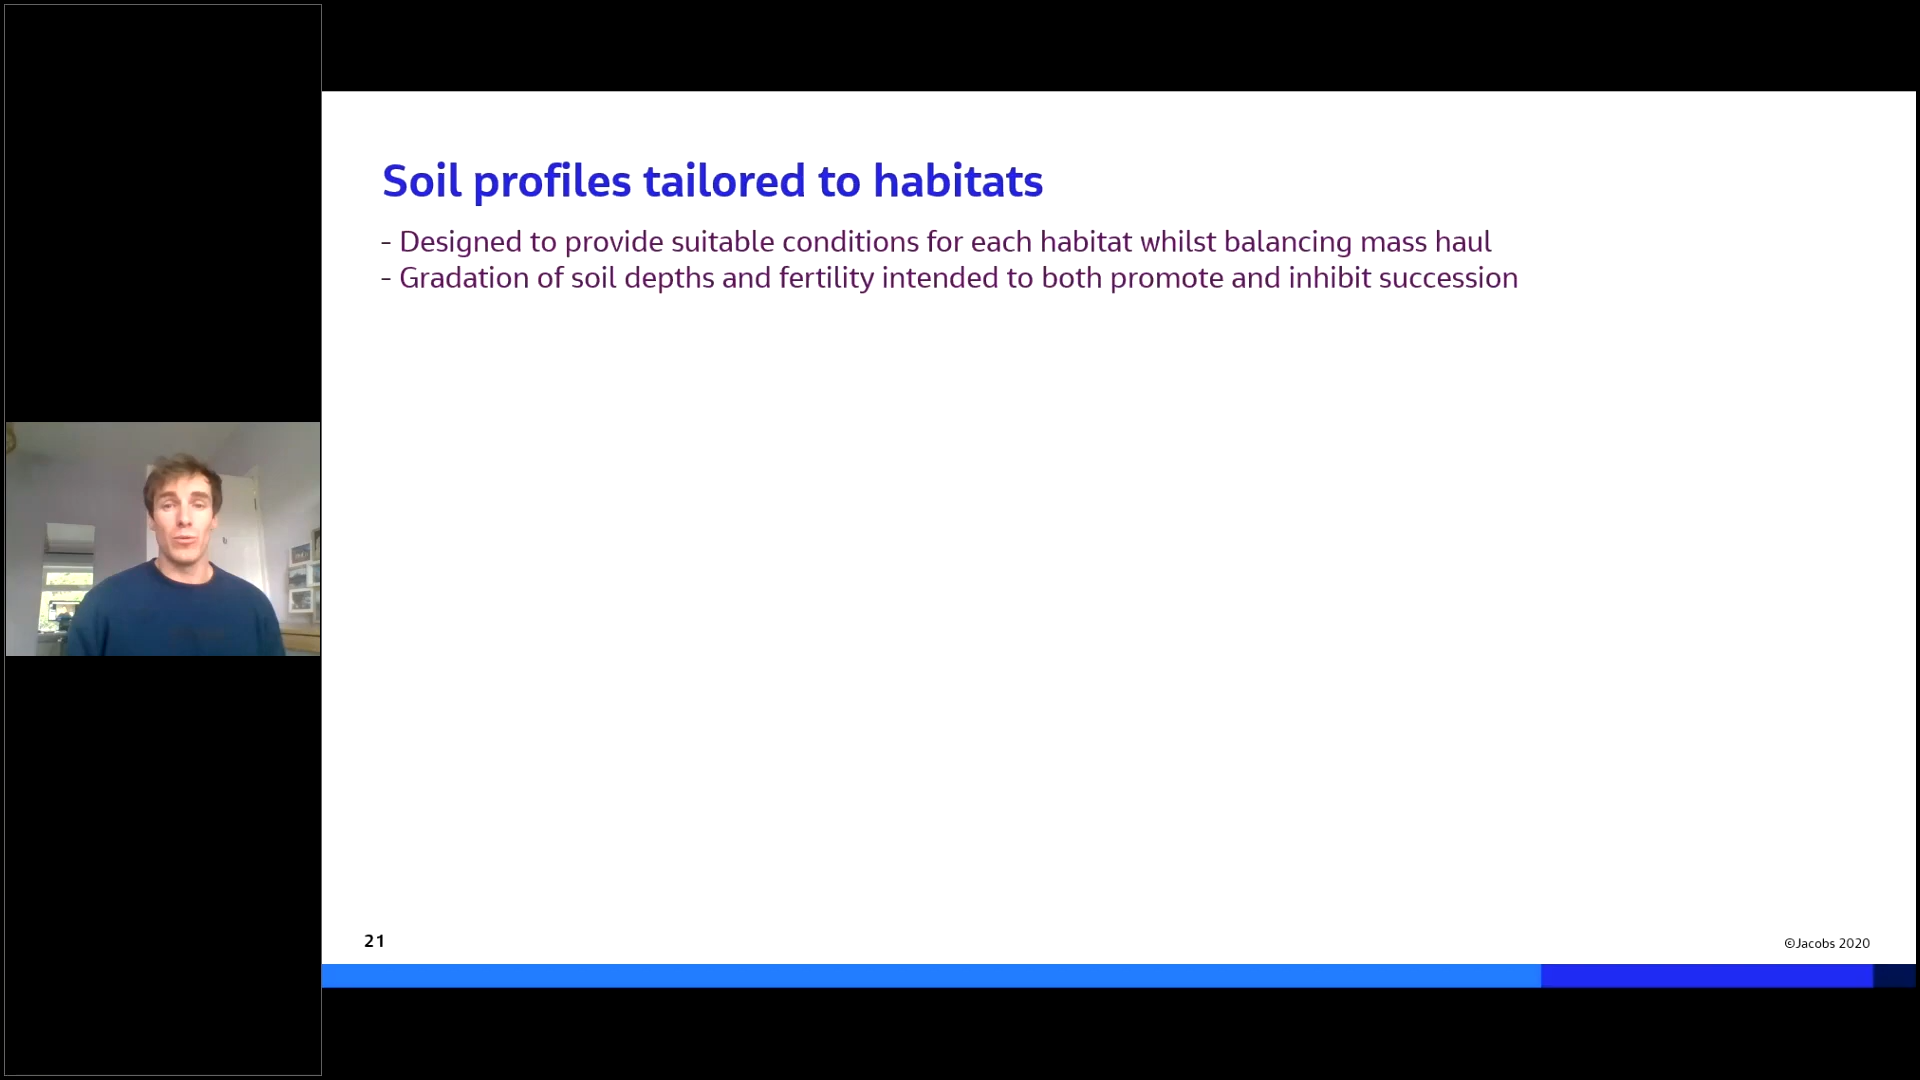 Soil profiles tailored to habitats
- Designed to provide suitable conditions for each habitat whilst balancing mass haul
- Gradation of soil depths and fertility intended to both promote and inhibit succession
21
©Jacobs 2020